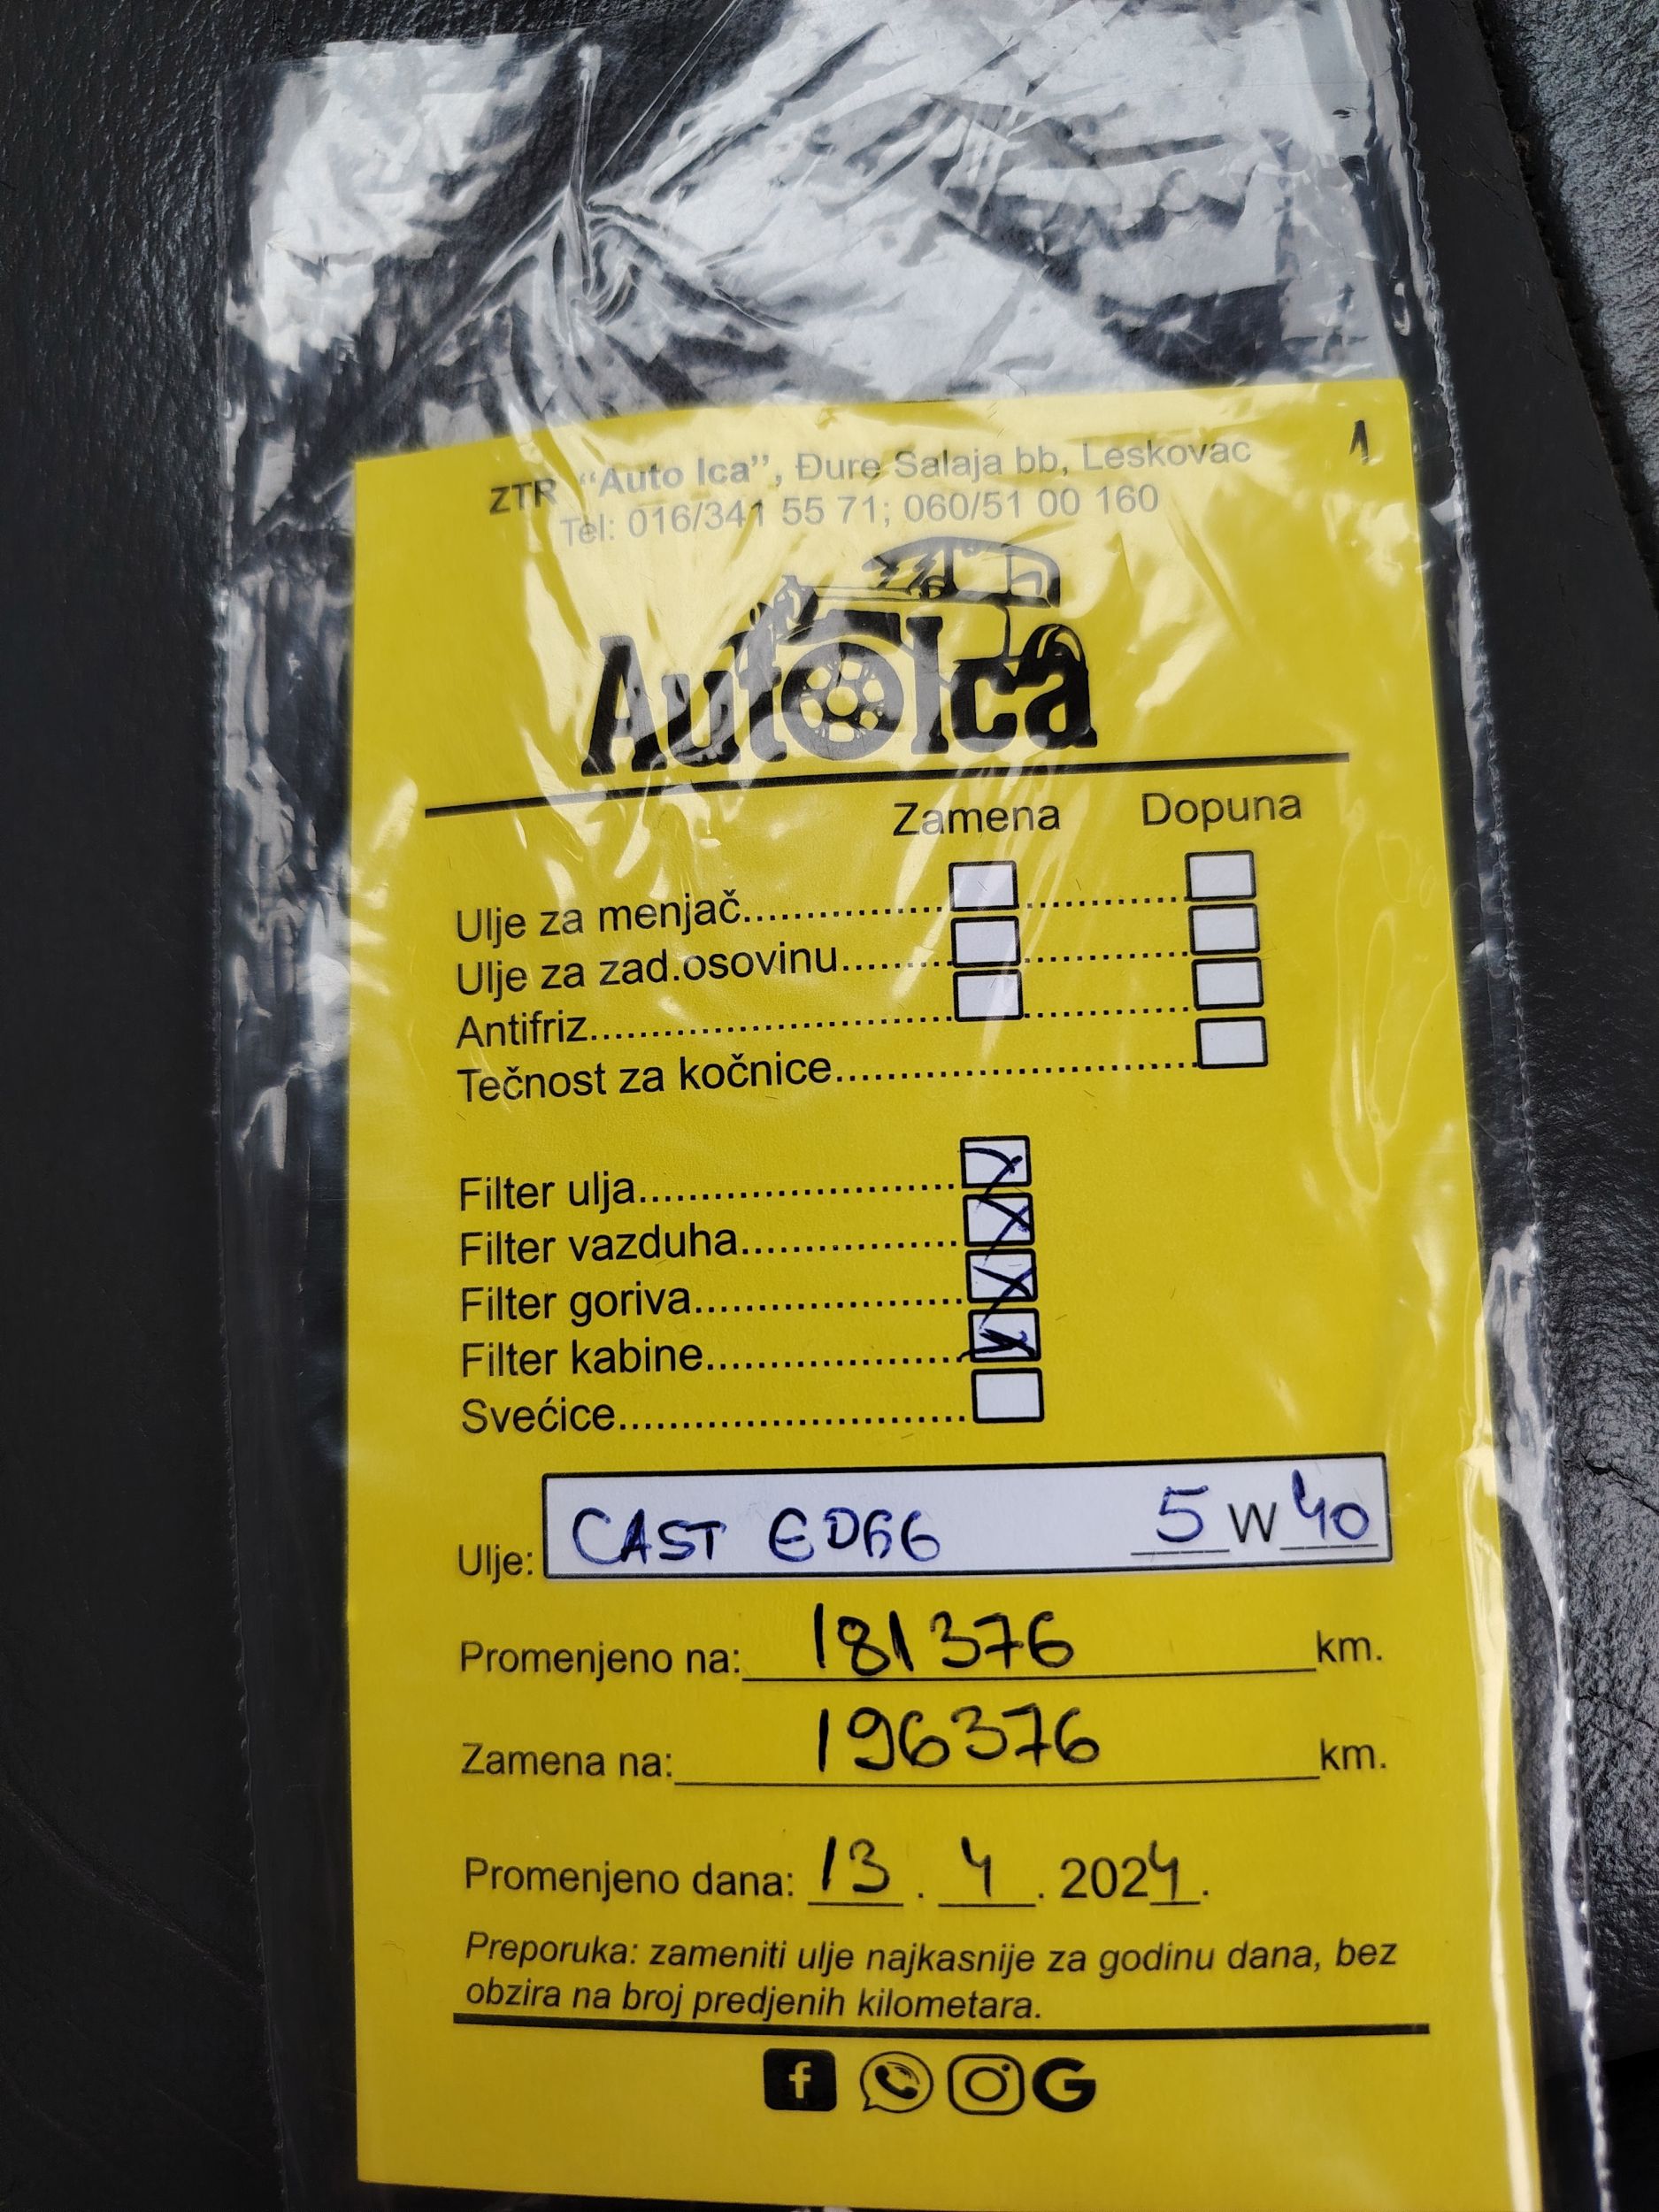 1
ZTR “Auto Ica”, Đure Salaja bb, Leskovac
Tel: 016/341 55 71; 060/51 00 160
Auto Ica
Zamena Dopuna
Ulje za menjač
Ulje za zad.osovinu
Antifriz
Tečnost za kočnice
Filter ulja
Filter vazduha
Filter goriva
Filter kabine
Svećice
Ulje: CAST EDGG 5 W 40
Promenjeno na: 181376 km.
Zamena na: 196376 km.
Promenjeno dana: 13 . 4 . 2024.
Preporuka: zameniti ulje najkasnije za godinu dana, bez
obzira na broj predjenih kilometara.